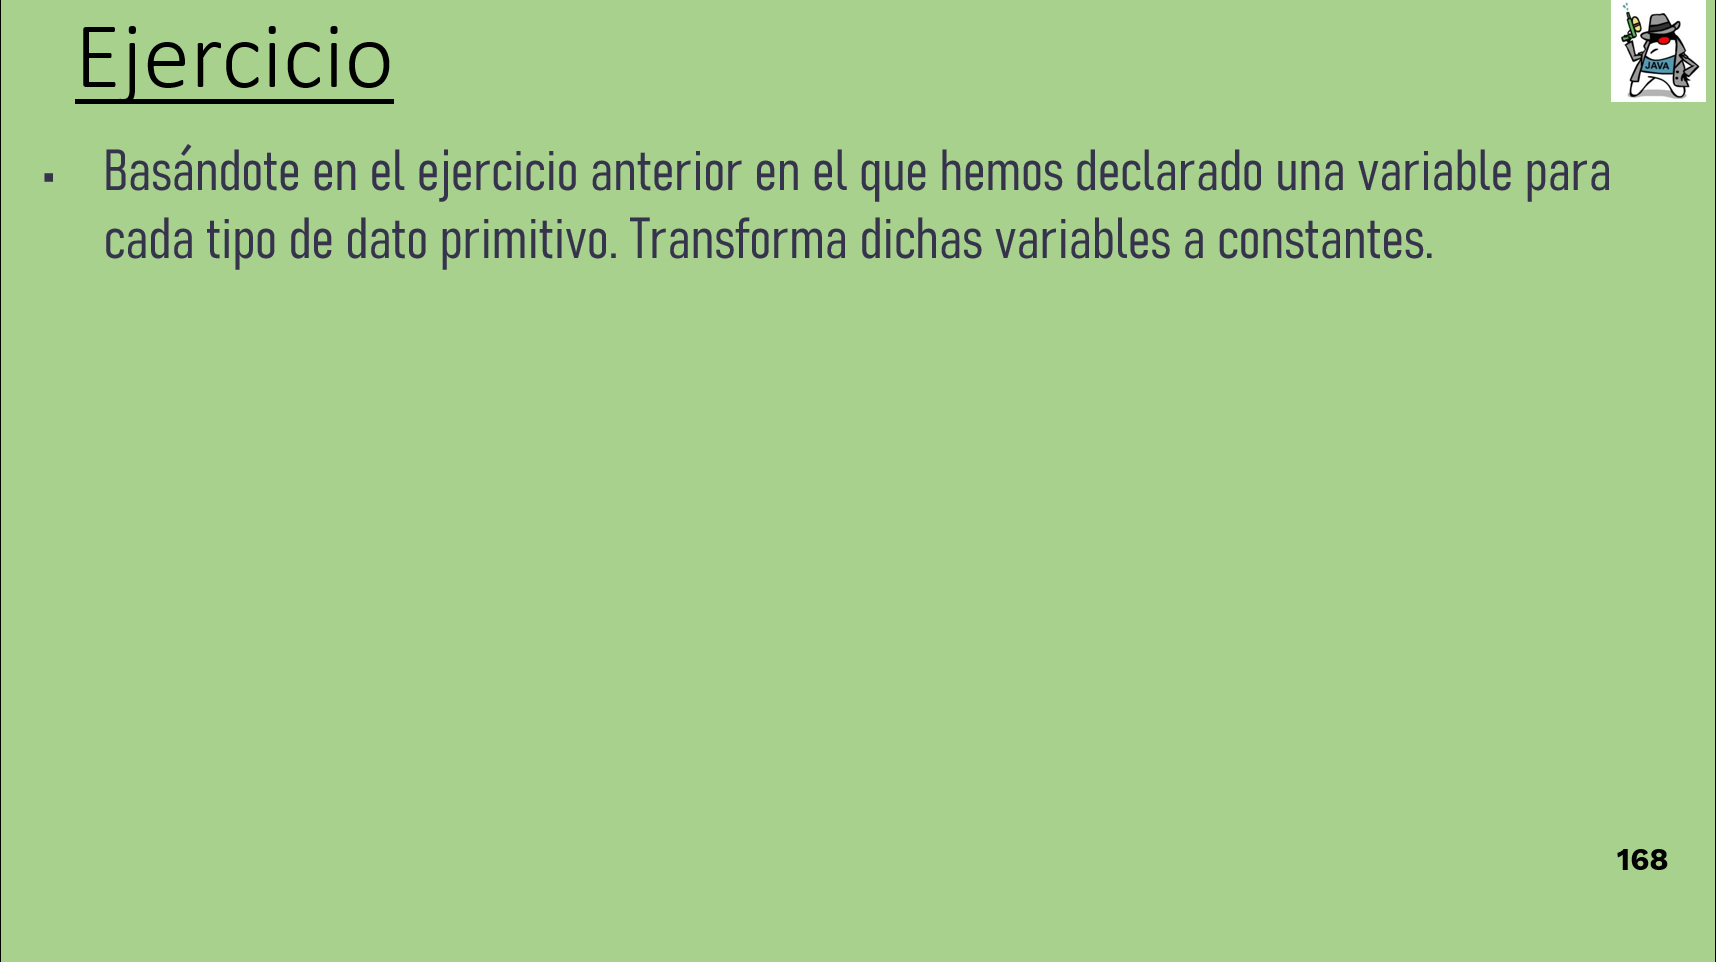 Ejercicio
JAVA
▪ Basándote en el ejercicio anterior en el que hemos declarado una variable para
cada tipo de dato primitivo. Transforma dichas variables a constantes.
168